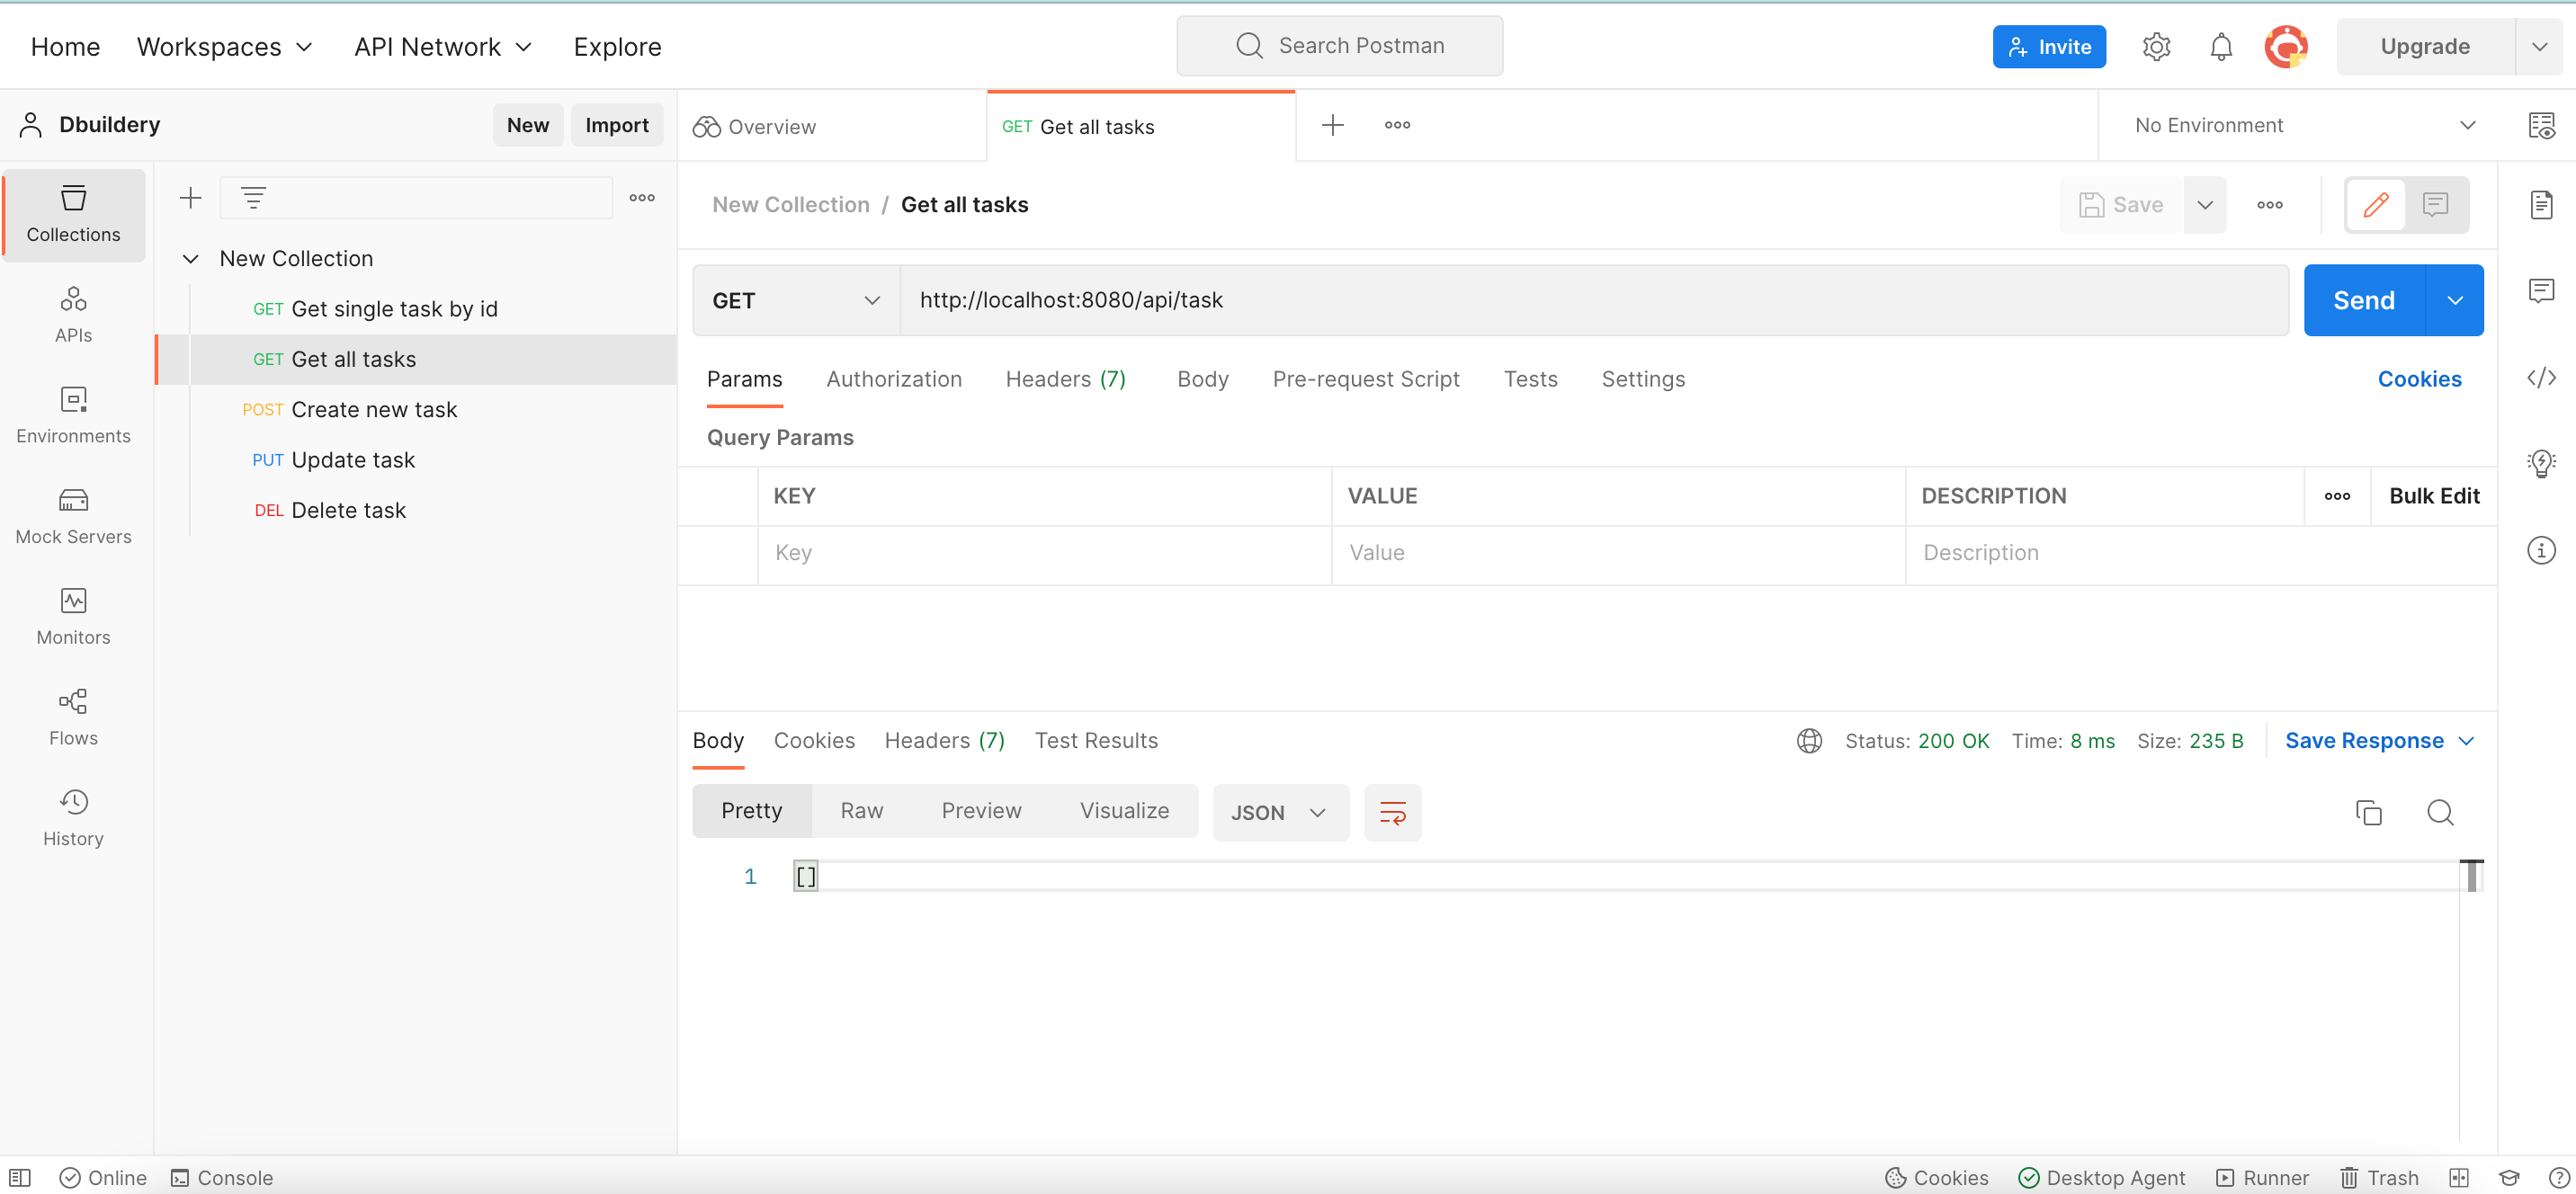 Home Workspaces API Network Explore Search Postman Invite Upgrade
Dbuildery New Import Overview GET Get all tasks No Environment
Collections
APIs
Environments
Mock Servers
Monitors
Flows
History
New Collection
GET Get single task by id
GET Get all tasks
POST Create new task
PUT Update task
DEL Delete task
New Collection / Get all tasks Save
GET http://localhost:8080/api/task Send
Params Authorization Headers (7) Body Pre-request Script Tests Settings Cookies
Query Params
KEY VALUE DESCRIPTION Bulk Edit
Key Value Description
Body Cookies Headers (7) Test Results Status: 200 OK Time: 8 ms Size: 235 B Save Response
Pretty Raw Preview Visualize JSON
1 []
Online Console Cookies Desktop Agent Runner Trash